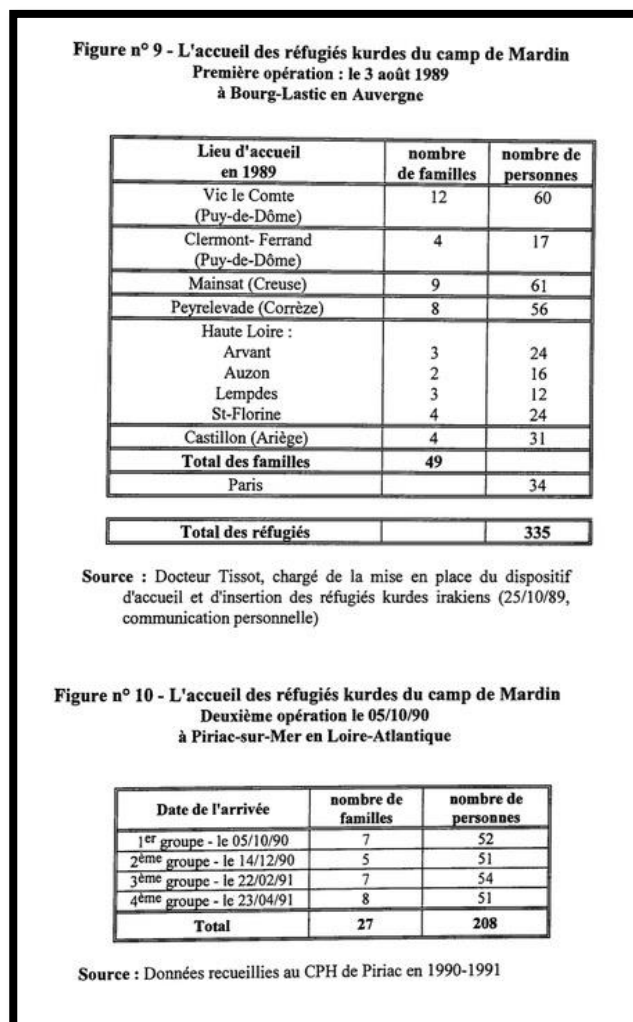 Figure n° 9 - L'accueil des réfugiés kurdes du camp de Mardin
Première opération : le 3 août 1989
à Bourg-Lastic en Auvergne
Lieu d'accueil en 1989 nombre de familles nombre de personnes
Vic le Comte (Puy-de-Dôme) 12 60
Clermont- Ferrand (Puy-de-Dôme) 4 17
Mainsat (Creuse) 9 61
Peyrelevade (Corrèze) 8 56
Haute Loire :
Arvant 3 24
Auzon 2 16
Lempdes 3 12
St-Florine 4 24
Castillon (Ariège) 4 31
Total des familles 49
Paris 34
Total des réfugiés 335
Source : Docteur Tissot, chargé de la mise en place du dispositif
d'accueil et d'insertion des réfugiés kurdes irakiens (25/10/89,
communication personnelle)
Figure n° 10 - L'accueil des réfugiés kurdes du camp de Mardin
Deuxième opération le 05/10/90
à Piriac-sur-Mer en Loire-Atlantique
Date de l'arrivée nombre de familles nombre de personnes
1er groupe - le 05/10/90 7 52
2ème groupe - le 14/12/90 5 51
3ème groupe - le 22/02/91 7 54
4ème groupe - le 23/04/91 8 51
Total 27 208
Source : Données recueillies au CPH de Piriac en 1990-1991